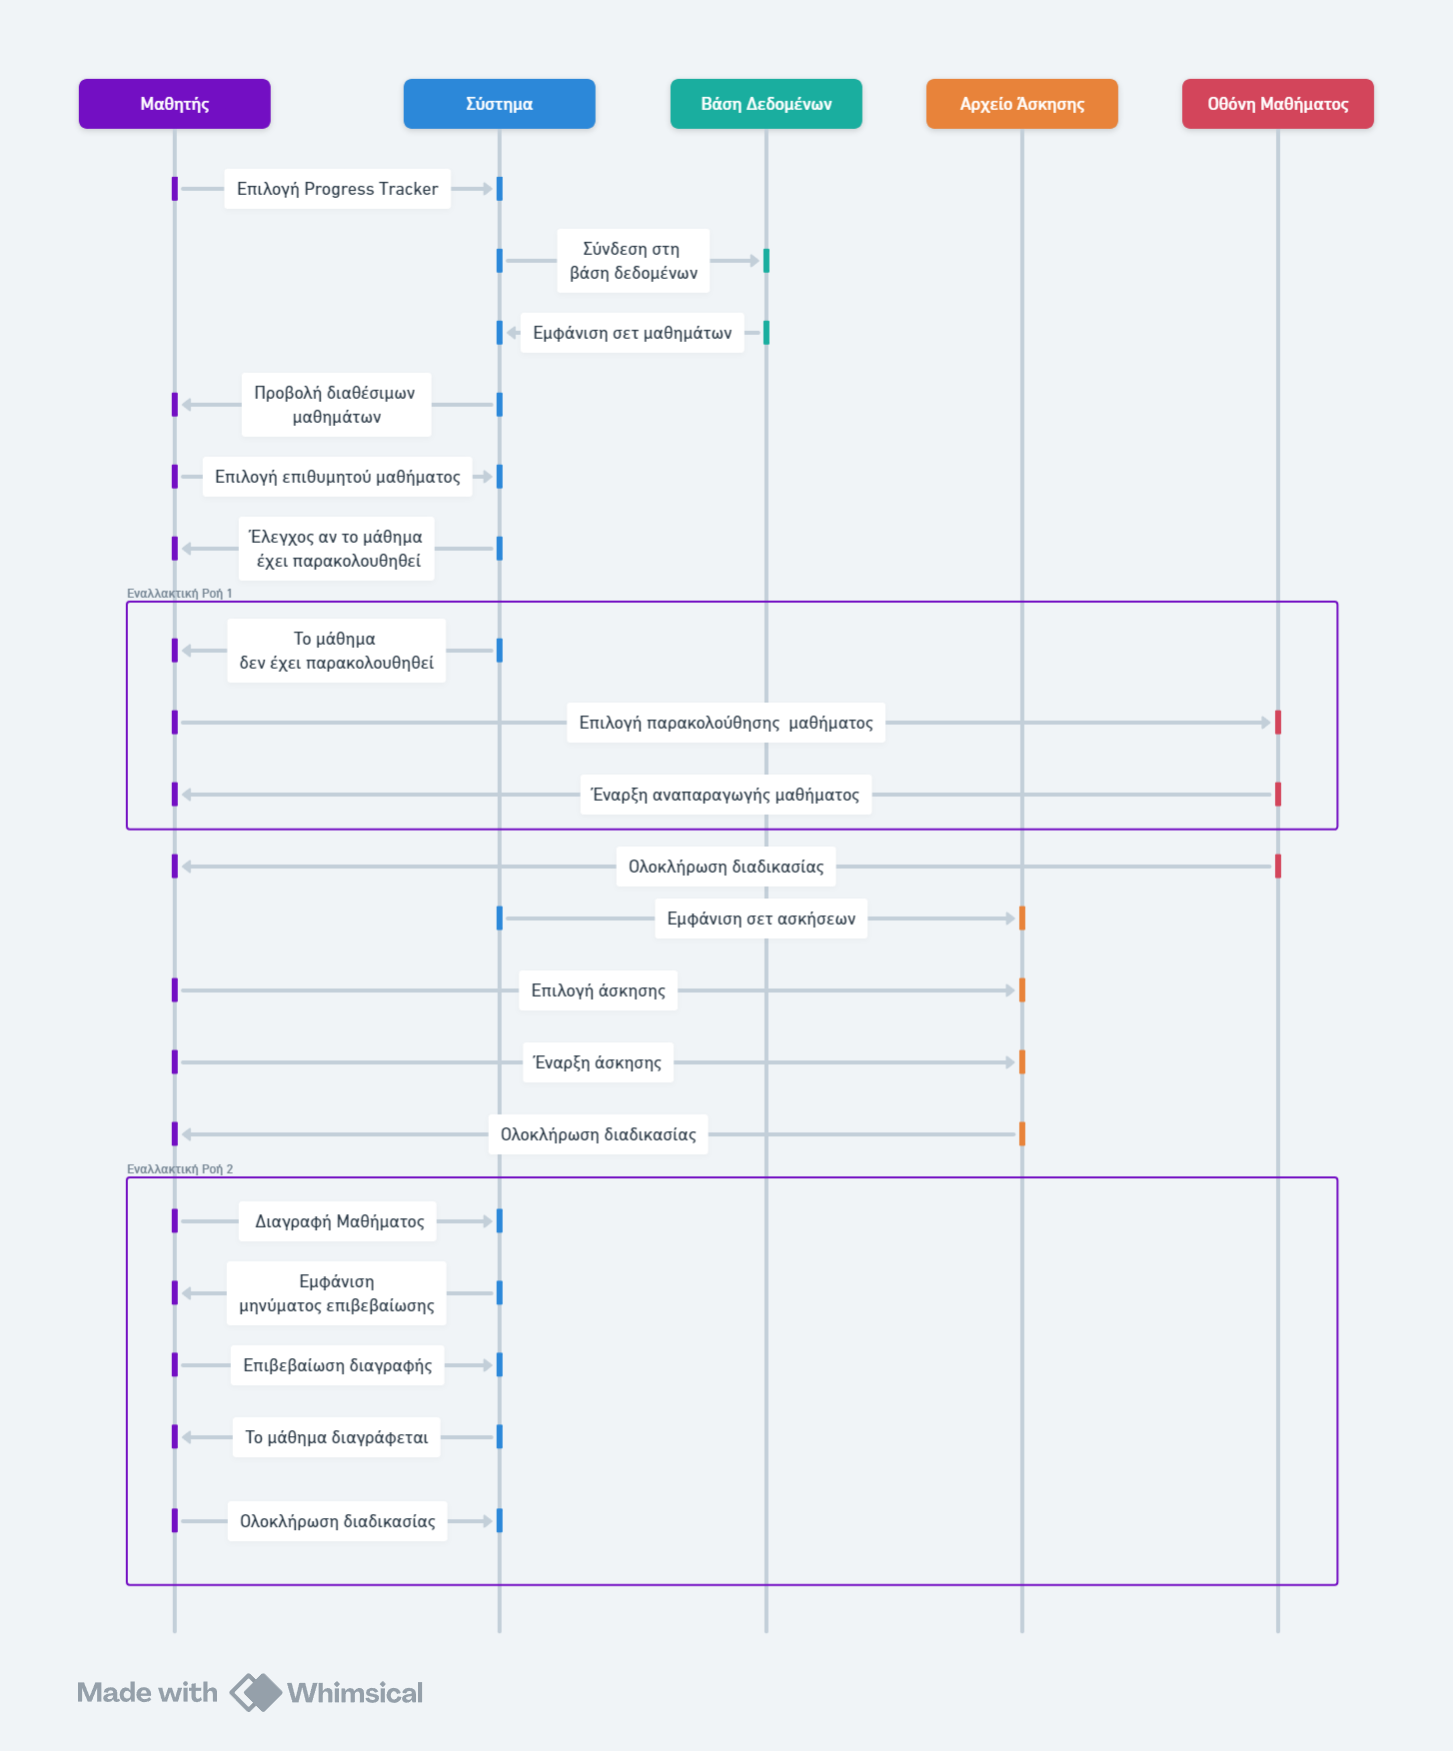 Μαθητής
Σύστημα
Βάση Δεδομένων
Αρχείο Άσκησης
Οθόνη Μαθήματος
Επιλογή Progress Tracker
Σύνδεση στη
βάση δεδομένων
Εμφάνιση σετ μαθημάτων
Προβολή διαθέσιμων
μαθημάτων
Επιλογή επιθυμητού μαθήματος
Έλεγχος αν το μάθημα
έχει παρακολουθηθεί
Εναλλακτική Ροή 1
Το μάθημα
δεν έχει παρακολουθηθεί
Επιλογή παρακολούθησης μαθήματος
Έναρξη αναπαραγωγής μαθήματος
Ολοκλήρωση διαδικασίας
Εμφάνιση σετ ασκήσεων
Επιλογή άσκησης
Έναρξη άσκησης
Ολοκλήρωση διαδικασίας
Εναλλακτική Ροή 2
Διαγραφή Μαθήματος
Εμφάνιση
μηνύματος επιβεβαίωσης
Επιβεβαίωση διαγραφής
Το μάθημα διαγράφεται
Ολοκλήρωση διαδικασίας
Made with Whimsical